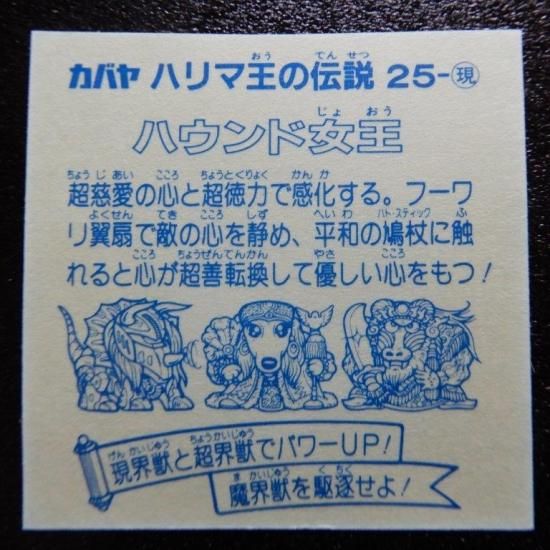 カバヤ ハリマ王の伝説 25-現
ハウンド女王
超慈愛の心と超徳力で感化する。フーワ
リ翼扇で敵の心を静め、平和の鳩杖に触
れると心が超善転換して優しい心をもつ!
現界獣と超界獣でパワーUP!
魔界獣を駆逐せよ!